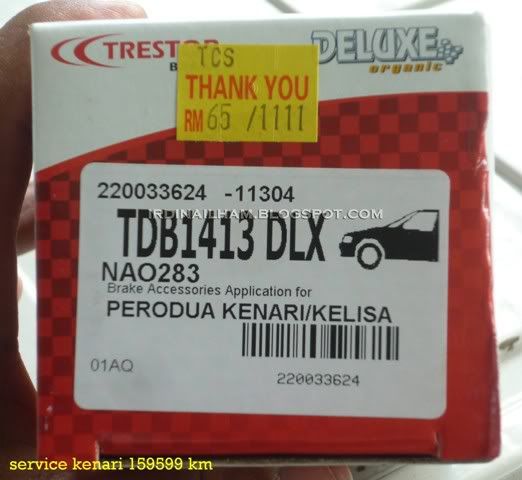 TRESTOP
DELUXE
organic
TCS
THANK YOU
RM 65 /1111
220033624 -11304
IRDINAILHAM.BLOGSPOT.COM
TDB1413 DLX
NAO283
Brake Accessories Application for
PERODUA KENARI/KELISA
01AQ
220033624
service kenari 159599 km